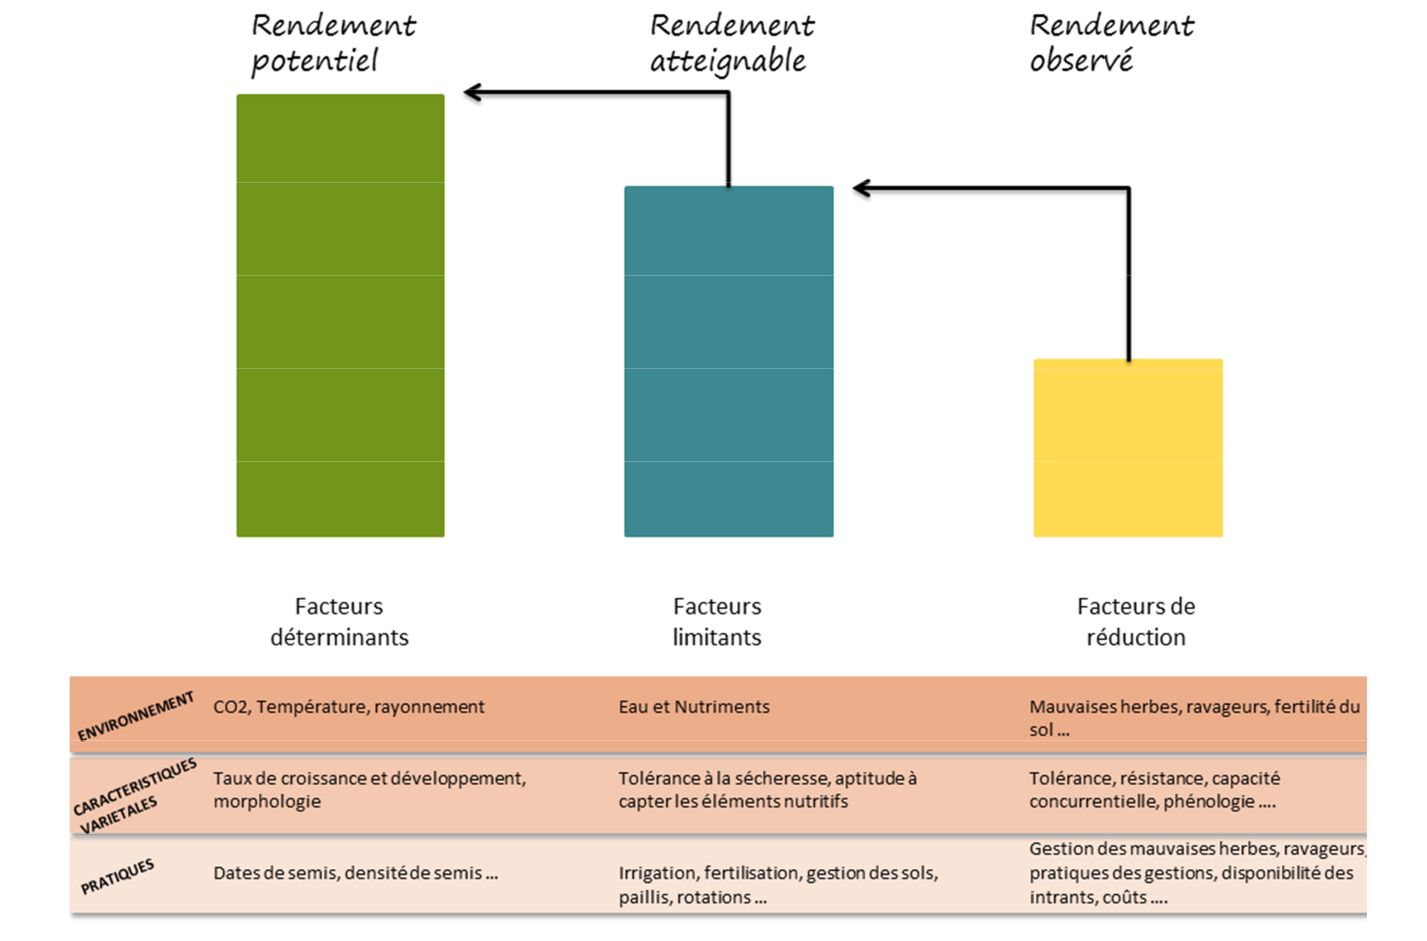 Rendement
potentiel
Rendement
atteignable
Rendement
observé
Facteurs
déterminants
Facteurs
limitants
Facteurs de
réduction
ENVIRONNEMENT
CO2, Température, rayonnement
Eau et Nutriments
Mauvaises herbes, ravageurs, fertilité du
sol ...
CARACTERISTIQUES
VARIETALES
Taux de croissance et développement,
morphologie
Tolérance à la sécheresse, aptitude à
capter les éléments nutritifs
Tolérance, résistance, capacité
concurrentielle, phénologie ....
PRATIQUES
Dates de semis, densité de semis ...
Irrigation, fertilisation, gestion des sols,
paillis, rotations ...
Gestion des mauvaises herbes, ravageurs,
pratiques des gestions, disponibilité des
intrants, coûts ....